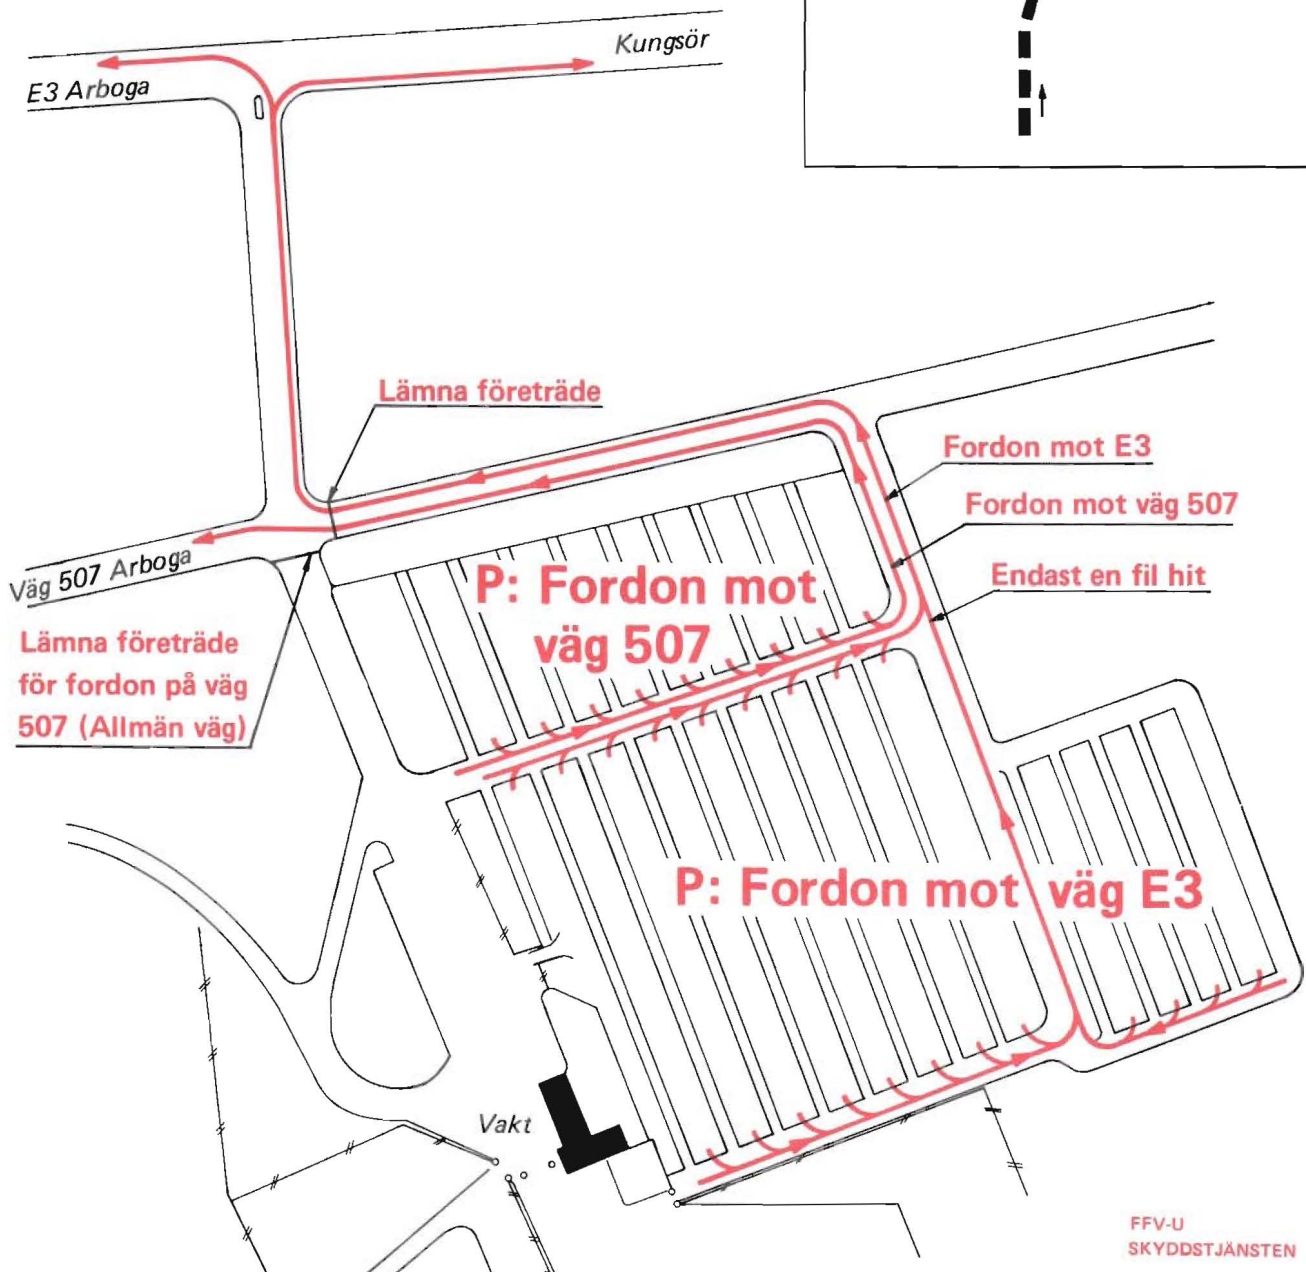 Kungsör
E3 Arboga
Lämna företräde
Fordon mot E3
Fordon mot väg 507
Endast en fil hit
Väg 507 Arboga
P: Fordon mot
väg 507
Lämna företräde
för fordon på väg
507 (Allmän väg)
P: Fordon mot väg E3
Vakt
FFV-U
SKYDDSTJÄNSTEN